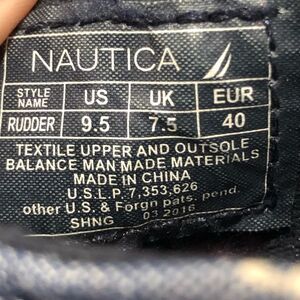 NAUTICA
STYLE NAME US UK EUR
RUDDER 9.5 7.5 40
TEXTILE UPPER AND OUTSOLE
BALANCE MAN MADE MATERIALS
MADE IN CHINA
U.S.L.P. 7,353,626
other U.S. & Forgn pats. pend.
SHNG 03 2016